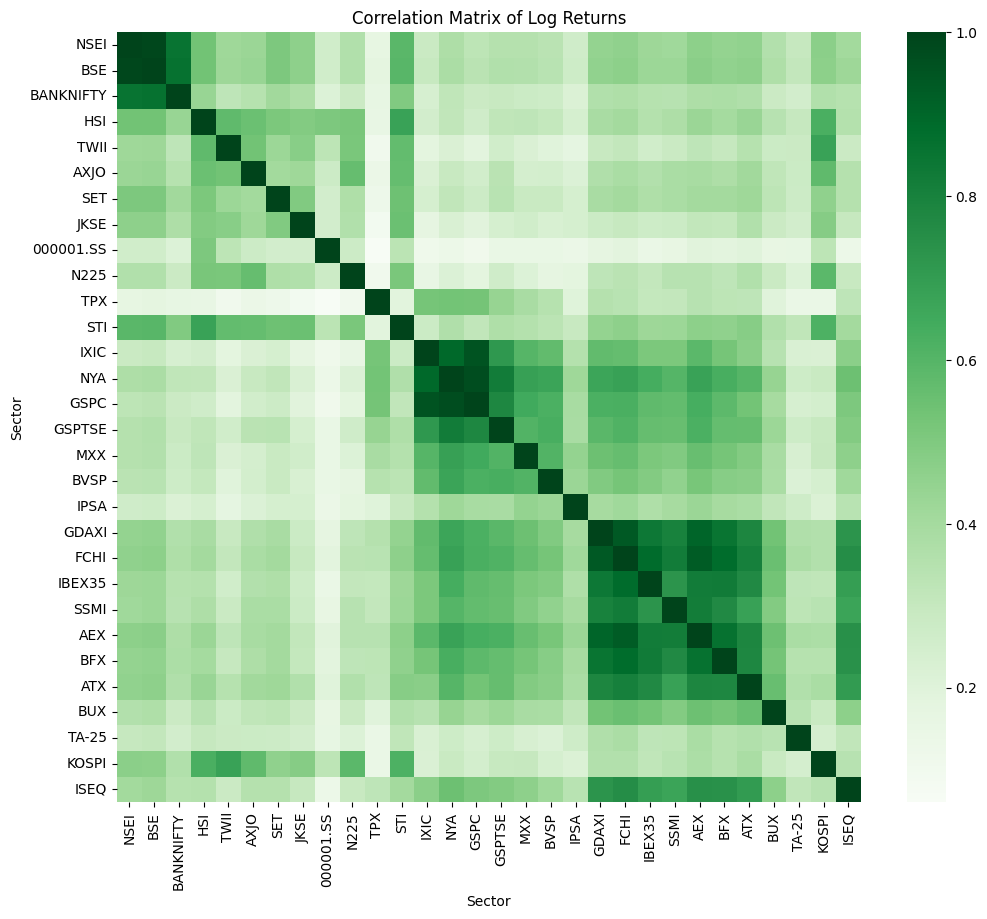 Correlation Matrix of Log Returns
NSEI
BSE
BANKNIFTY
HSI
TWII
AXJO
SET
JKSE
000001.SS
N225
TPX
STI
IXIC
NYA
GSPC
GSPTSE
MXX
BVSP
IPSA
GDAXI
FCHI
IBEX35
SSMI
AEX
BFX
ATX
BUX
TA-25
KOSPI
ISEQ
Sector
NSEI
BSE
BANKNIFTY
HSI
TWII
AXJO
SET
JKSE
000001.SS
N225
TPX
STI
IXIC
NYA
GSPC
GSPTSE
MXX
BVSP
IPSA
GDAXI
FCHI
IBEX35
SSMI
AEX
BFX
ATX
BUX
TA-25
KOSPI
ISEQ
Sector
1.0
0.8
0.6
0.4
0.2